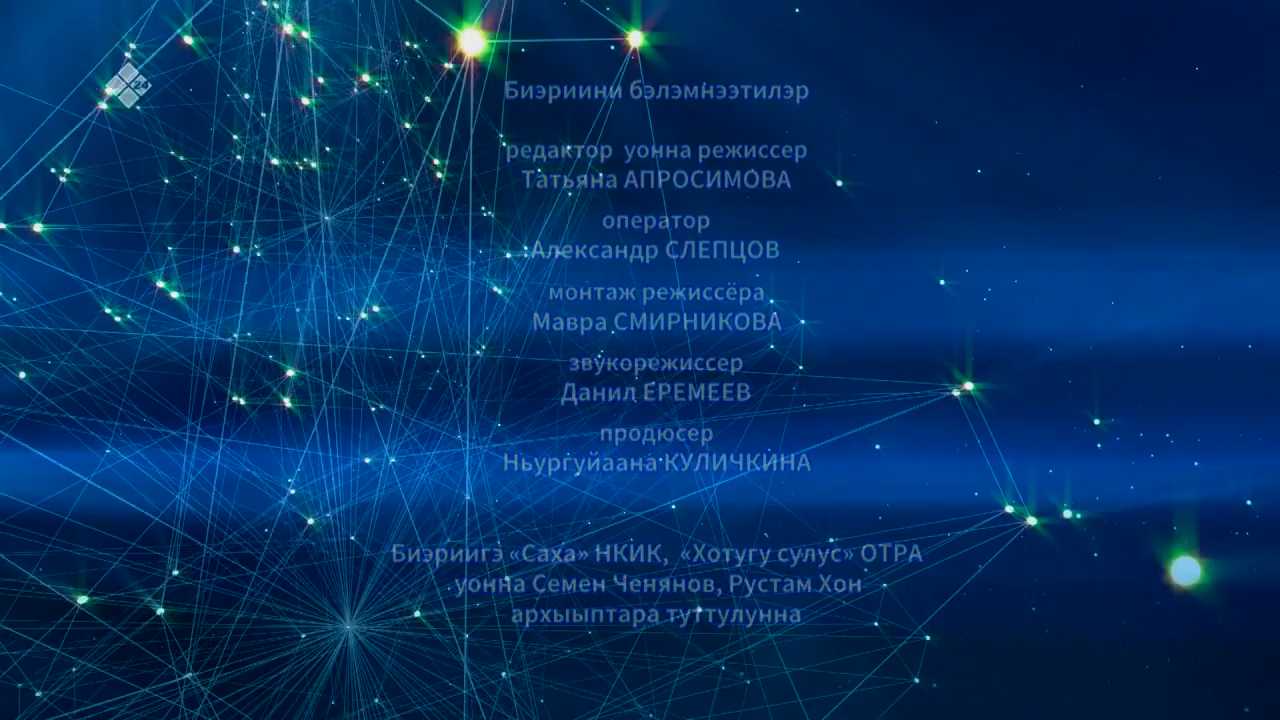 24
Биэриини бэлэмнээтилэр
редактор уонна режиссер
Татьяна АПРОСИМОВА
оператор
Александр СЛЕПЦОВ
монтаж режиссёра
Мавра СМИРНИКОВА
звукорежиссер
Данил ЕРЕМЕЕВ
продюсер
Ньургуйаана КУЛИЧКИНА
Биэриигэ «Саха» НКИК, «Хотугу сулус» ОТРА
уонна Семен Ченянов, Рустам Хон
архыыптара туттулунна